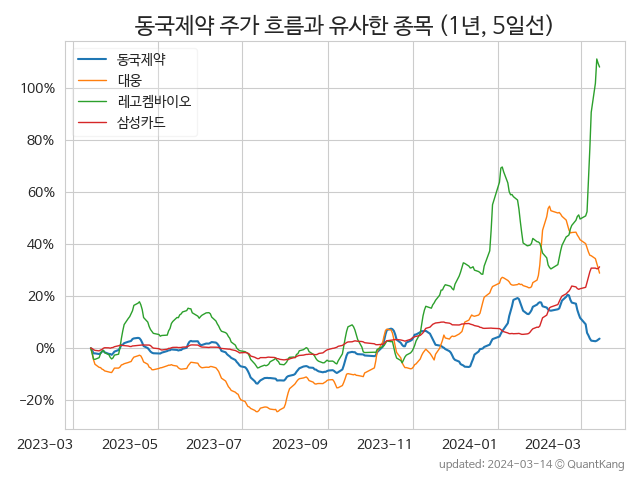 동국제약 주가 흐름과 유사한 종목 (1년, 5일선)
동국제약
대웅
레고켐바이오
삼성카드
100%
80%
60%
40%
20%
0%
−20%
2023-03
2023-05
2023-07
2023-09
2023-11
2024-01
2024-03
updated: 2024-03-14 © QuantKang